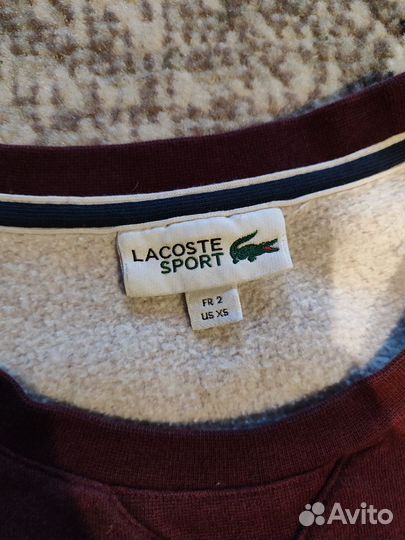 LACOSTE
SPORT
FR 2
US XS
Avito